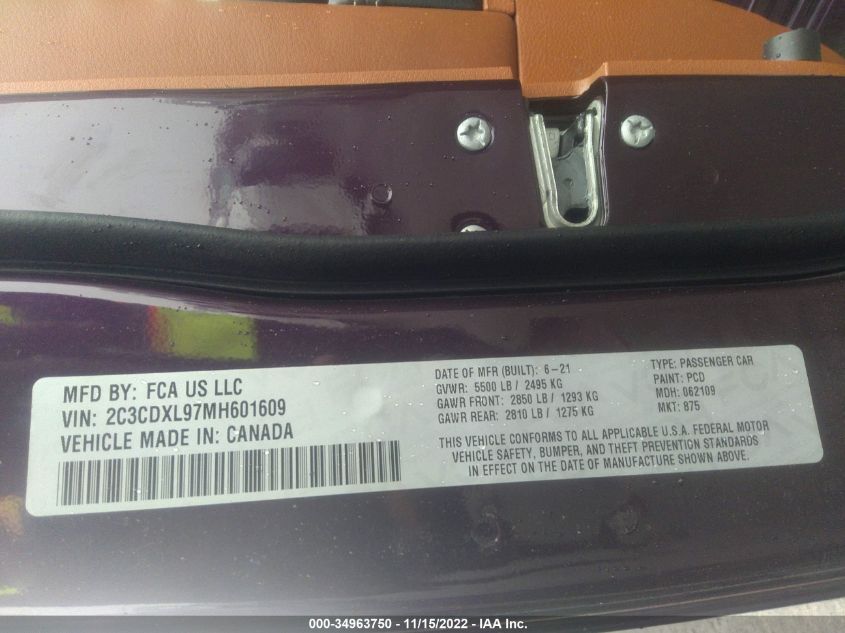 MFD BY: FCA US LLC
VIN: 2C3CDXL97MH601609
VEHICLE MADE IN: CANADA
DATE OF MFR (BUILT): 6-21
GVWR: 5500 LB / 2495 KG
GAWR FRONT: 2850 LB / 1293 KG
GAWR REAR: 2810 LB / 1275 KG
TYPE: PASSENGER CAR
PAINT: PCD
MDH: 062109
MKT: 875
THIS VEHICLE CONFORMS TO ALL APPLICABLE U.S.A. FEDERAL MOTOR
VEHICLE SAFETY, BUMPER, AND THEFT PREVENTION STANDARDS
IN EFFECT ON THE DATE OF MANUFACTURE SHOWN ABOVE.
000-34963750 - 11/15/2022 - IAA Inc.